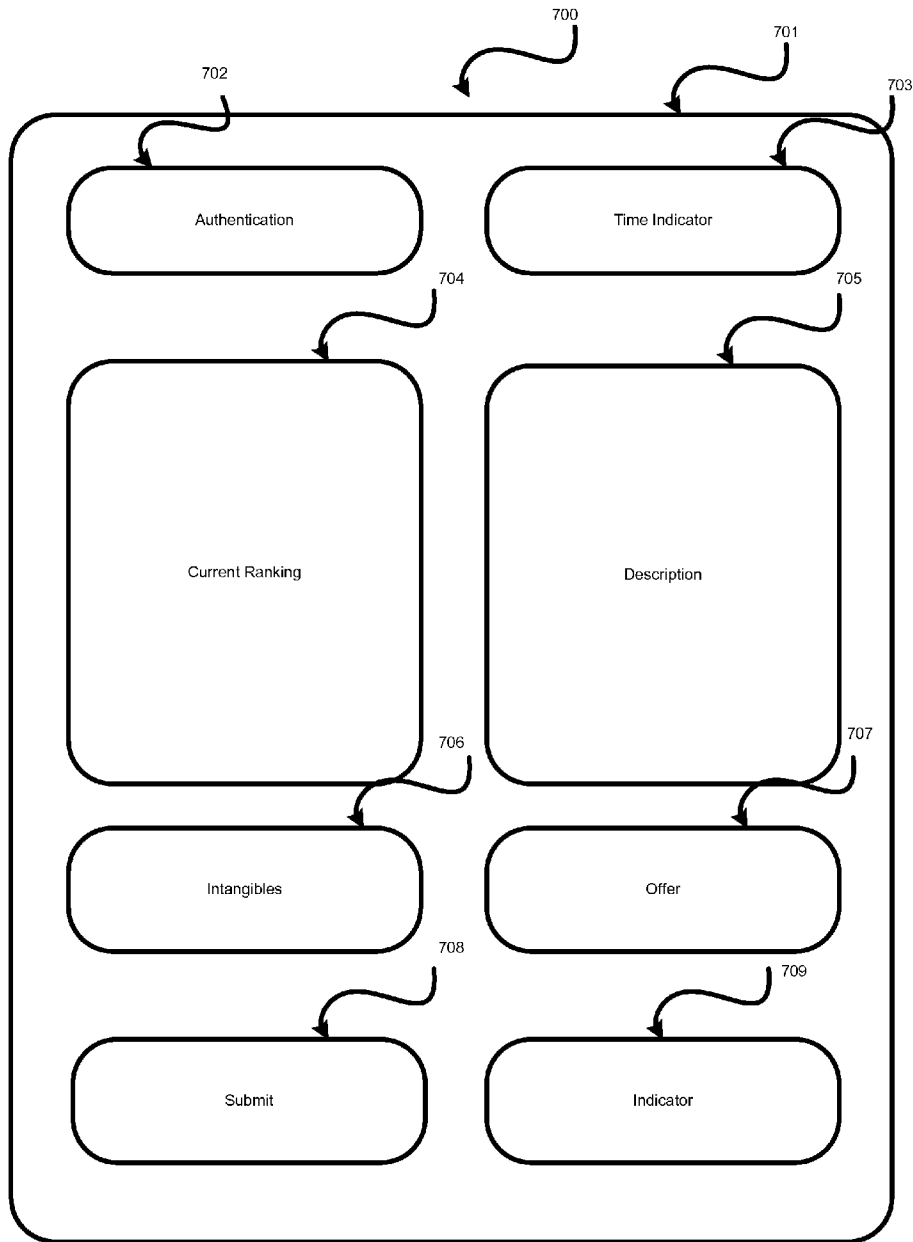 700
701
702
703
Authentication
Time Indicator
704
705
Current Ranking
Description
706
707
Intangibles
Offer
708
709
Submit
Indicator